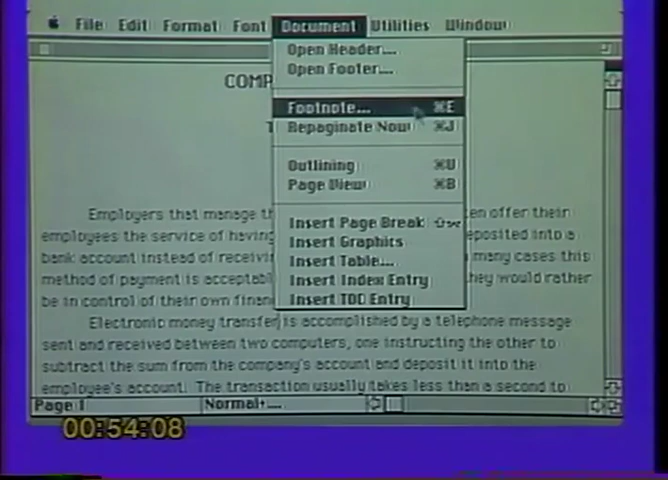 File Edit Format Font Document Utilities Window
Open Header...
Open Footer...
Footnote... ⌘E
Repaginate Now ⌘J
Outlining ⌘U
Page View ⌘B
Insert Page Break
Insert Graphics
Insert Table...
Insert Index Entry
Insert TOC Entry
COMP
T
Employers that manage th en offer their
employees the service of having eposited into a
bank account instead of receivin many cases this
method of payment is acceptabl they would rather
be in control of their own finan
Electronic money transfer is accomplished by a telephone message
sent and received between two computers, one instructing the other to
subtract the sum from the company's account and deposit it into the
employee's account. The transaction usually takes less than a second to
Page 1 Normal+...
00:54:08